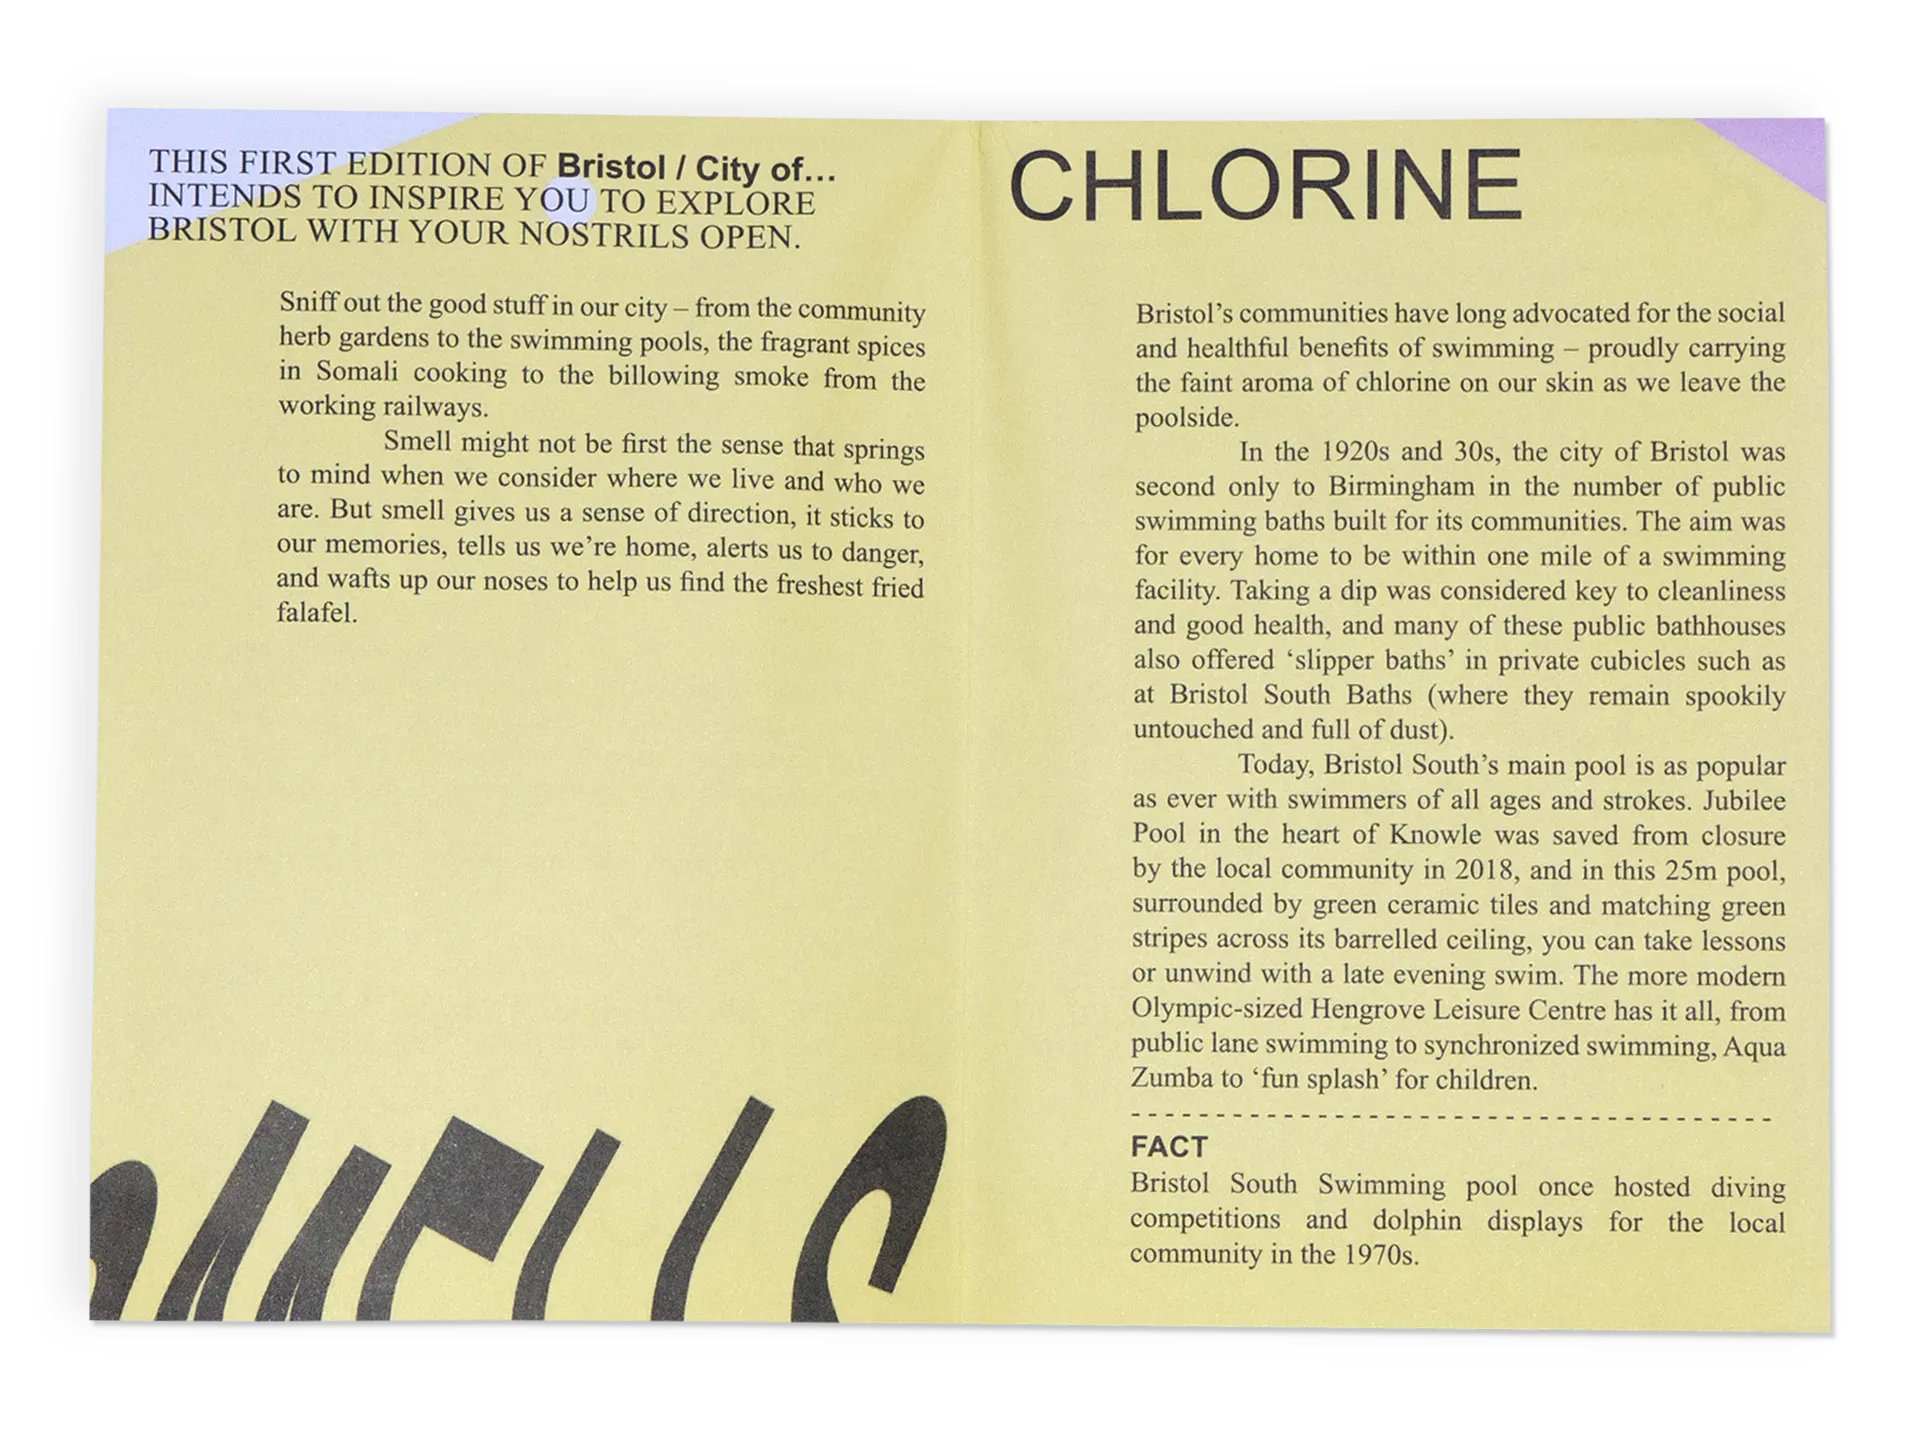 THIS FIRST EDITION OF Bristol / City of...
INTENDS TO INSPIRE YOU TO EXPLORE
BRISTOL WITH YOUR NOSTRILS OPEN.
Sniff out the good stuff in our city – from the community
herb gardens to the swimming pools, the fragrant spices
in Somali cooking to the billowing smoke from the
working railways.
Smell might not be first the sense that springs
to mind when we consider where we live and who we
are. But smell gives us a sense of direction, it sticks to
our memories, tells us we’re home, alerts us to danger,
and wafts up our noses to help us find the freshest fried
falafel.
CHLORINE
Bristol’s communities have long advocated for the social
and healthful benefits of swimming – proudly carrying
the faint aroma of chlorine on our skin as we leave the
poolside.
In the 1920s and 30s, the city of Bristol was
second only to Birmingham in the number of public
swimming baths built for its communities. The aim was
for every home to be within one mile of a swimming
facility. Taking a dip was considered key to cleanliness
and good health, and many of these public bathhouses
also offered ‘slipper baths’ in private cubicles such as
at Bristol South Baths (where they remain spookily
untouched and full of dust).
Today, Bristol South’s main pool is as popular
as ever with swimmers of all ages and strokes. Jubilee
Pool in the heart of Knowle was saved from closure
by the local community in 2018, and in this 25m pool,
surrounded by green ceramic tiles and matching green
stripes across its barrelled ceiling, you can take lessons
or unwind with a late evening swim. The more modern
Olympic-sized Hengrove Leisure Centre has it all, from
public lane swimming to synchronized swimming, Aqua
Zumba to ‘fun splash’ for children.
FACT
Bristol South Swimming pool once hosted diving
competitions and dolphin displays for the local
community in the 1970s.